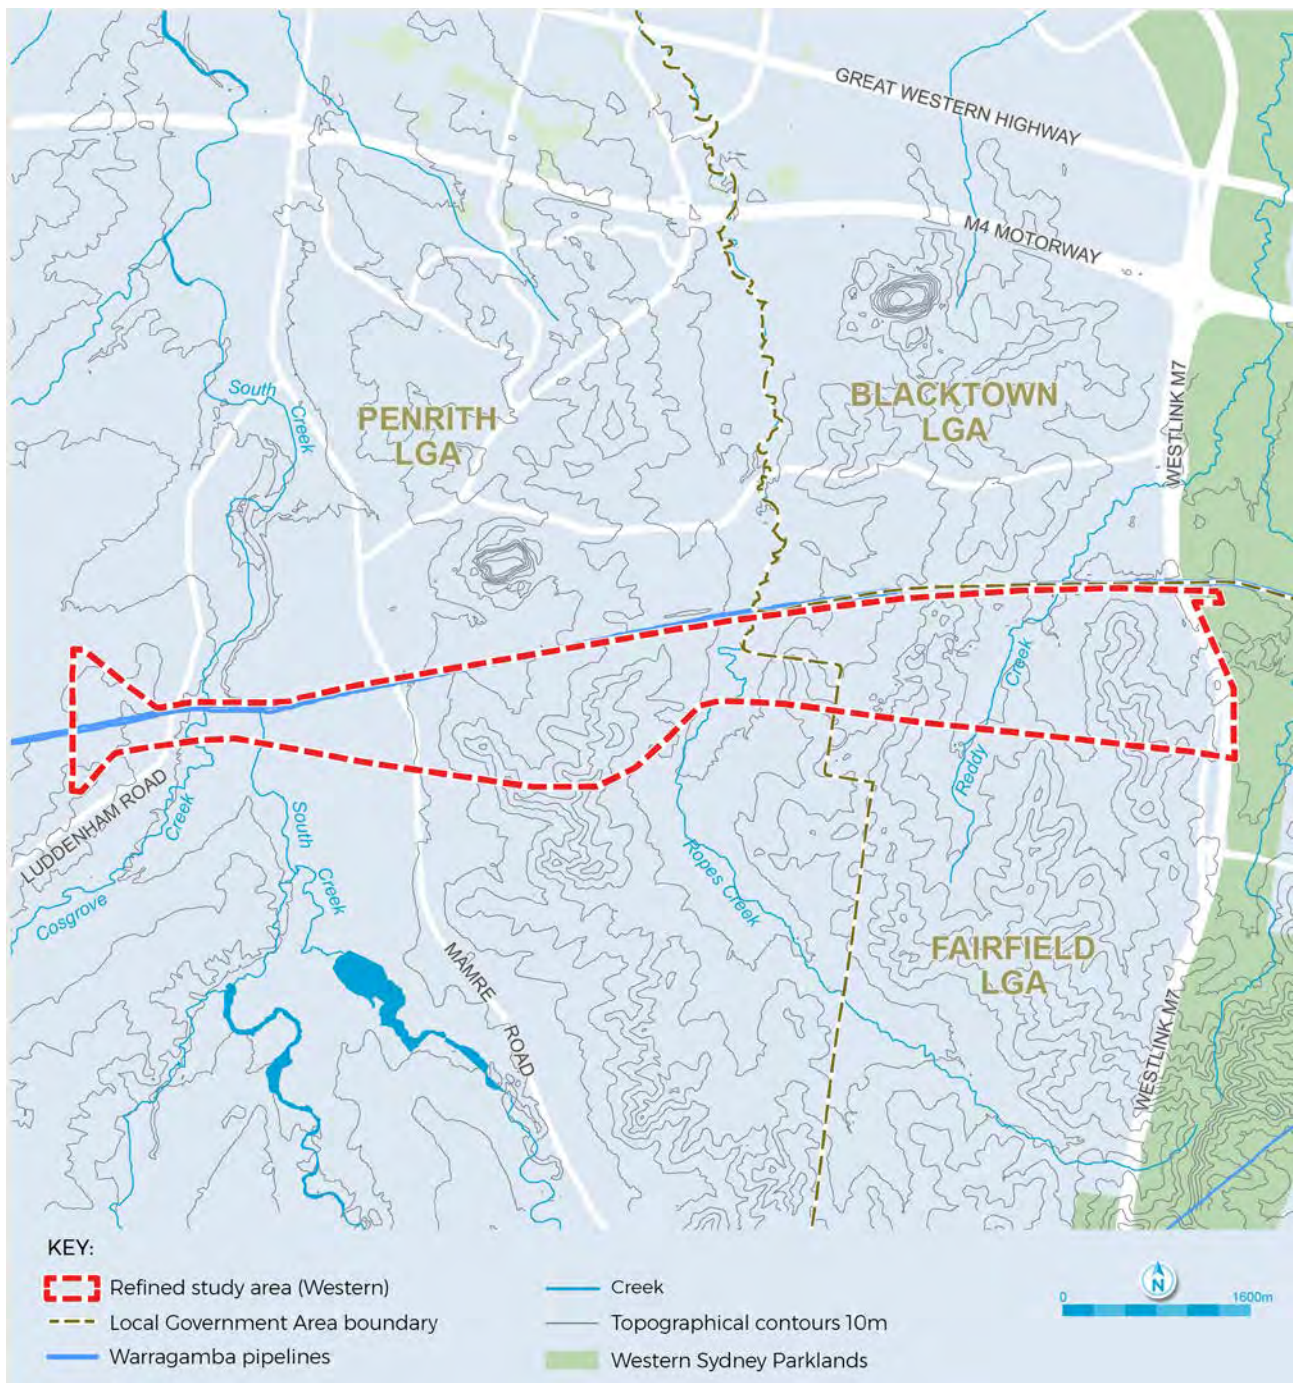 GREAT WESTERN HIGHWAY
M4 MOTORWAY
South
Creek
PENRITH
LGA
BLACKTOWN
LGA
WESTLINK M7
Creek
Reddy
LUDDENHAM ROAD
Creek
Cosgrove
South
Creek
Ropes Creek
MAMRE
ROAD
FAIRFIELD
LGA
WESTLINK M7
KEY:
Refined study area (Western)
Local Government Area boundary
Warragamba pipelines
Creek
Topographical contours 10m
Western Sydney Parklands
N
0
1600m